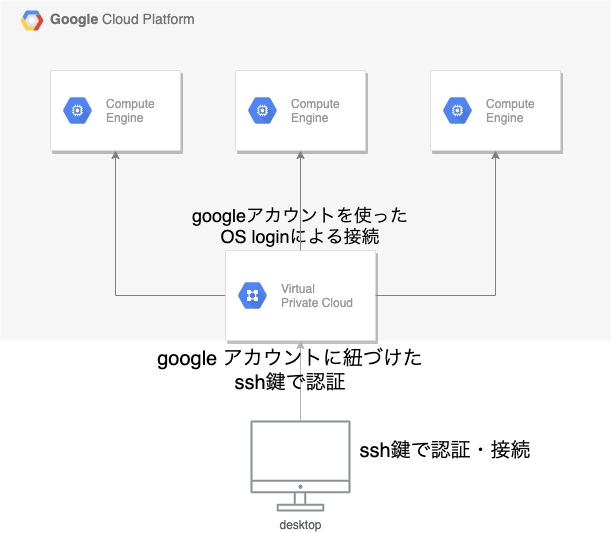 Google Cloud Platform
Compute
Engine
Compute
Engine
Compute
Engine
googleアカウントを使った
OS loginによる接続
Virtual
Private Cloud
google アカウントに紐づけた
ssh鍵で認証
ssh鍵で認証・接続
desktop